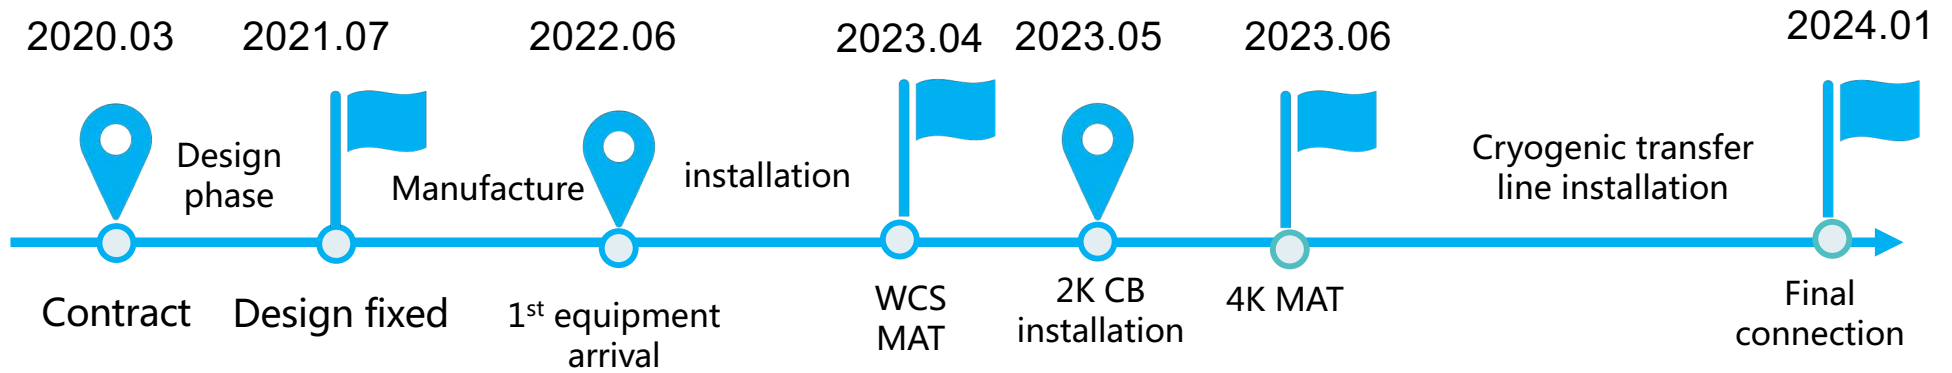 2020.03
2021.07
2022.06
2023.04
2023.05
2023.06
2024.01
Design
phase
Manufacture
installation
Cryogenic transfer
line installation
Contract
Design fixed
1st equipment
arrival
WCS
MAT
2K CB
installation
4K MAT
Final
connection